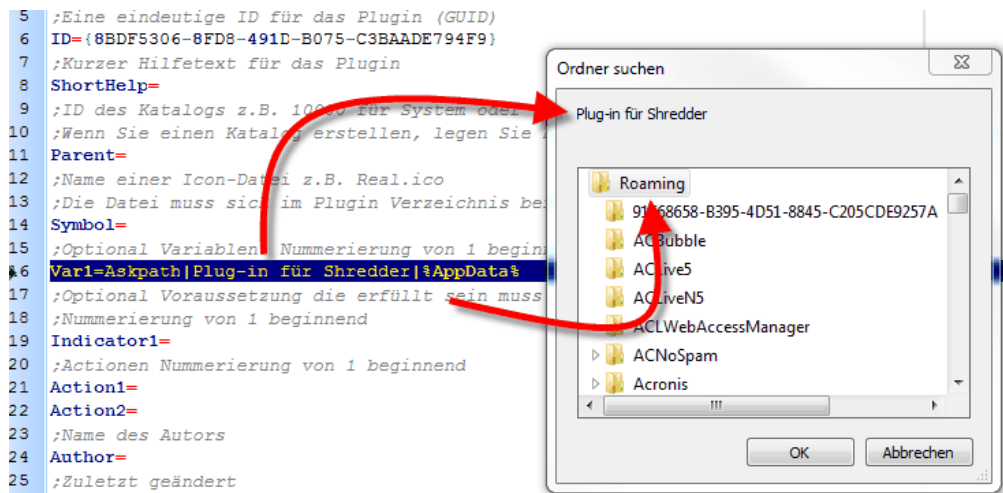 5 ;Eine eindeutige ID für das Plugin (GUID)
6 ID={8BDF5306-8FD8-491D-B075-C3BAADE794F9}
7 ;Kurzer Hilfetext für das Plugin
8 ShortHelp=
9 ;ID des Katalogs z.B. für System oder
10 ;Wenn Sie einen Katalog erstellen, legen Sie
11 Parent=
12 ;Name einer Icon-Datei z.B. Real.ico
13 ;Die Datei muss sich im Plugin Verzeichnis be
14 Symbol=
15 ;Optional Variablen Nummerierung von 1 beginn
6 Var1=Askpath|Plug-in für Shredder|%AppData%
17 ;Optional Voraussetzung die erfüllt sein muss
18 ;Nummerierung von 1 beginnend
19 Indicator1=
20 ;Actionen Nummerierung von 1 beginnend
21 Action1=
22 Action2=
23 ;Name des Autors
24 Author=
25 ;Zuletzt geändert
Ordner suchen
Plug-in für Shredder
Roaming
ACBubble
ACLive5
ACLiveN5
ACLWebAccessManager
ACNoSpam
Acronis
OK
Abbrechen